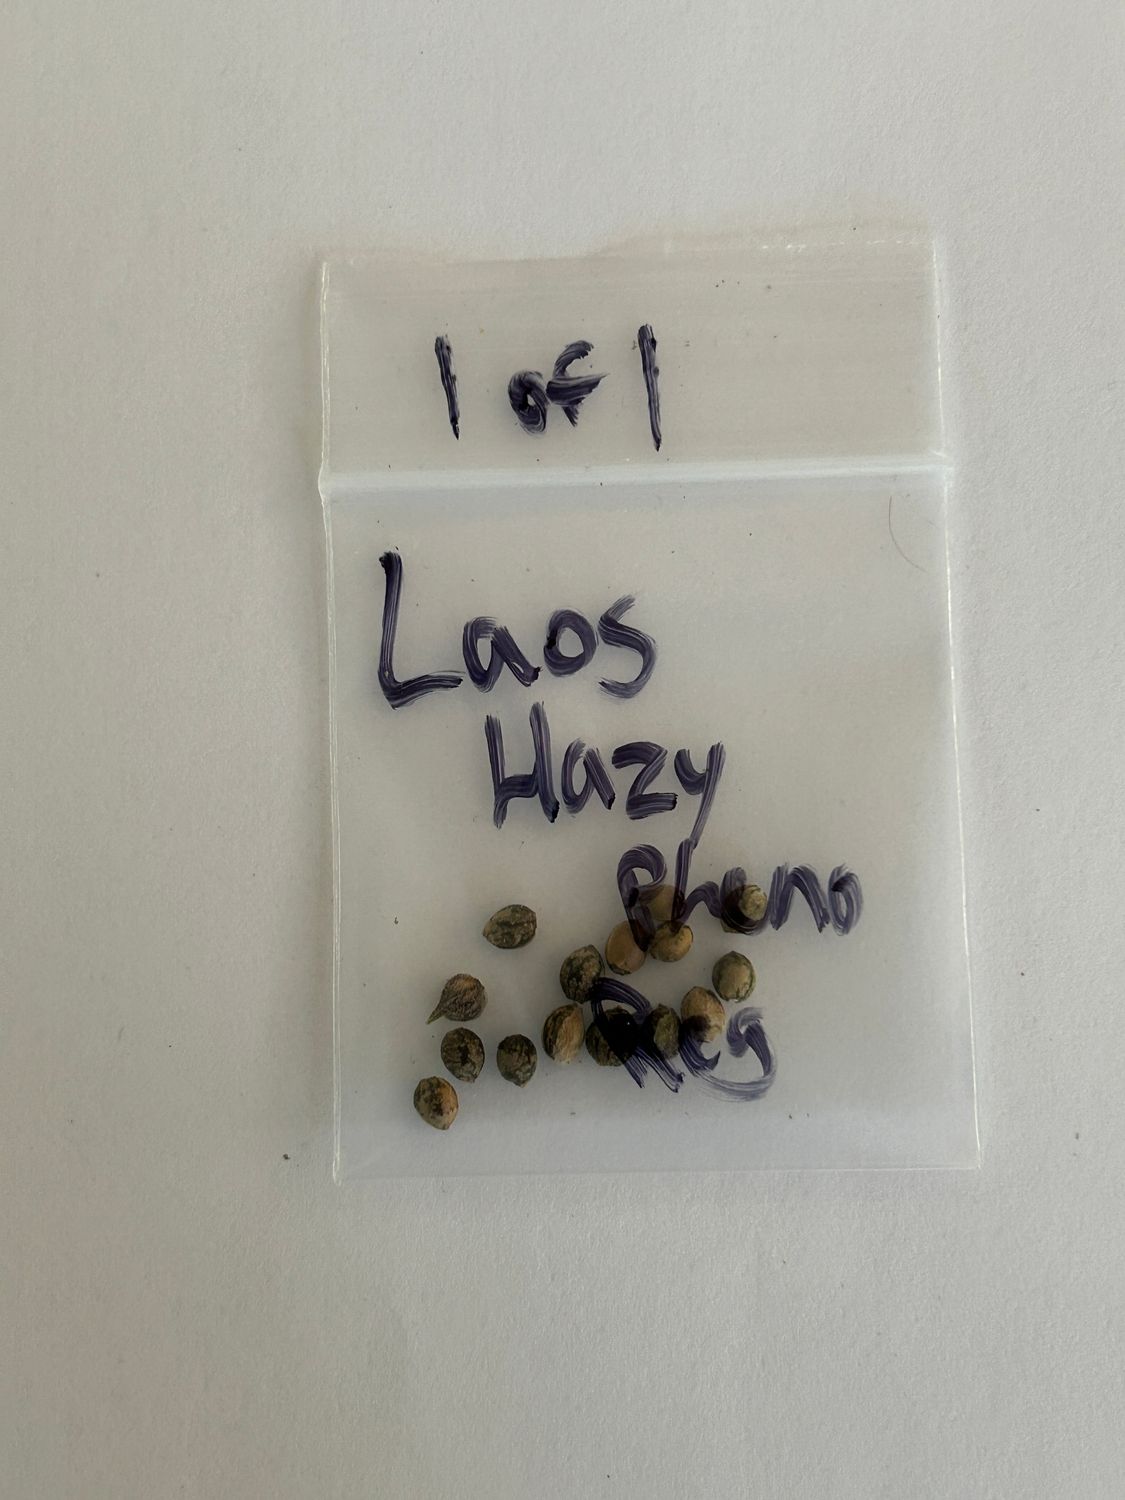 1 of 1
Laos
Hazy
Pheno
Reg